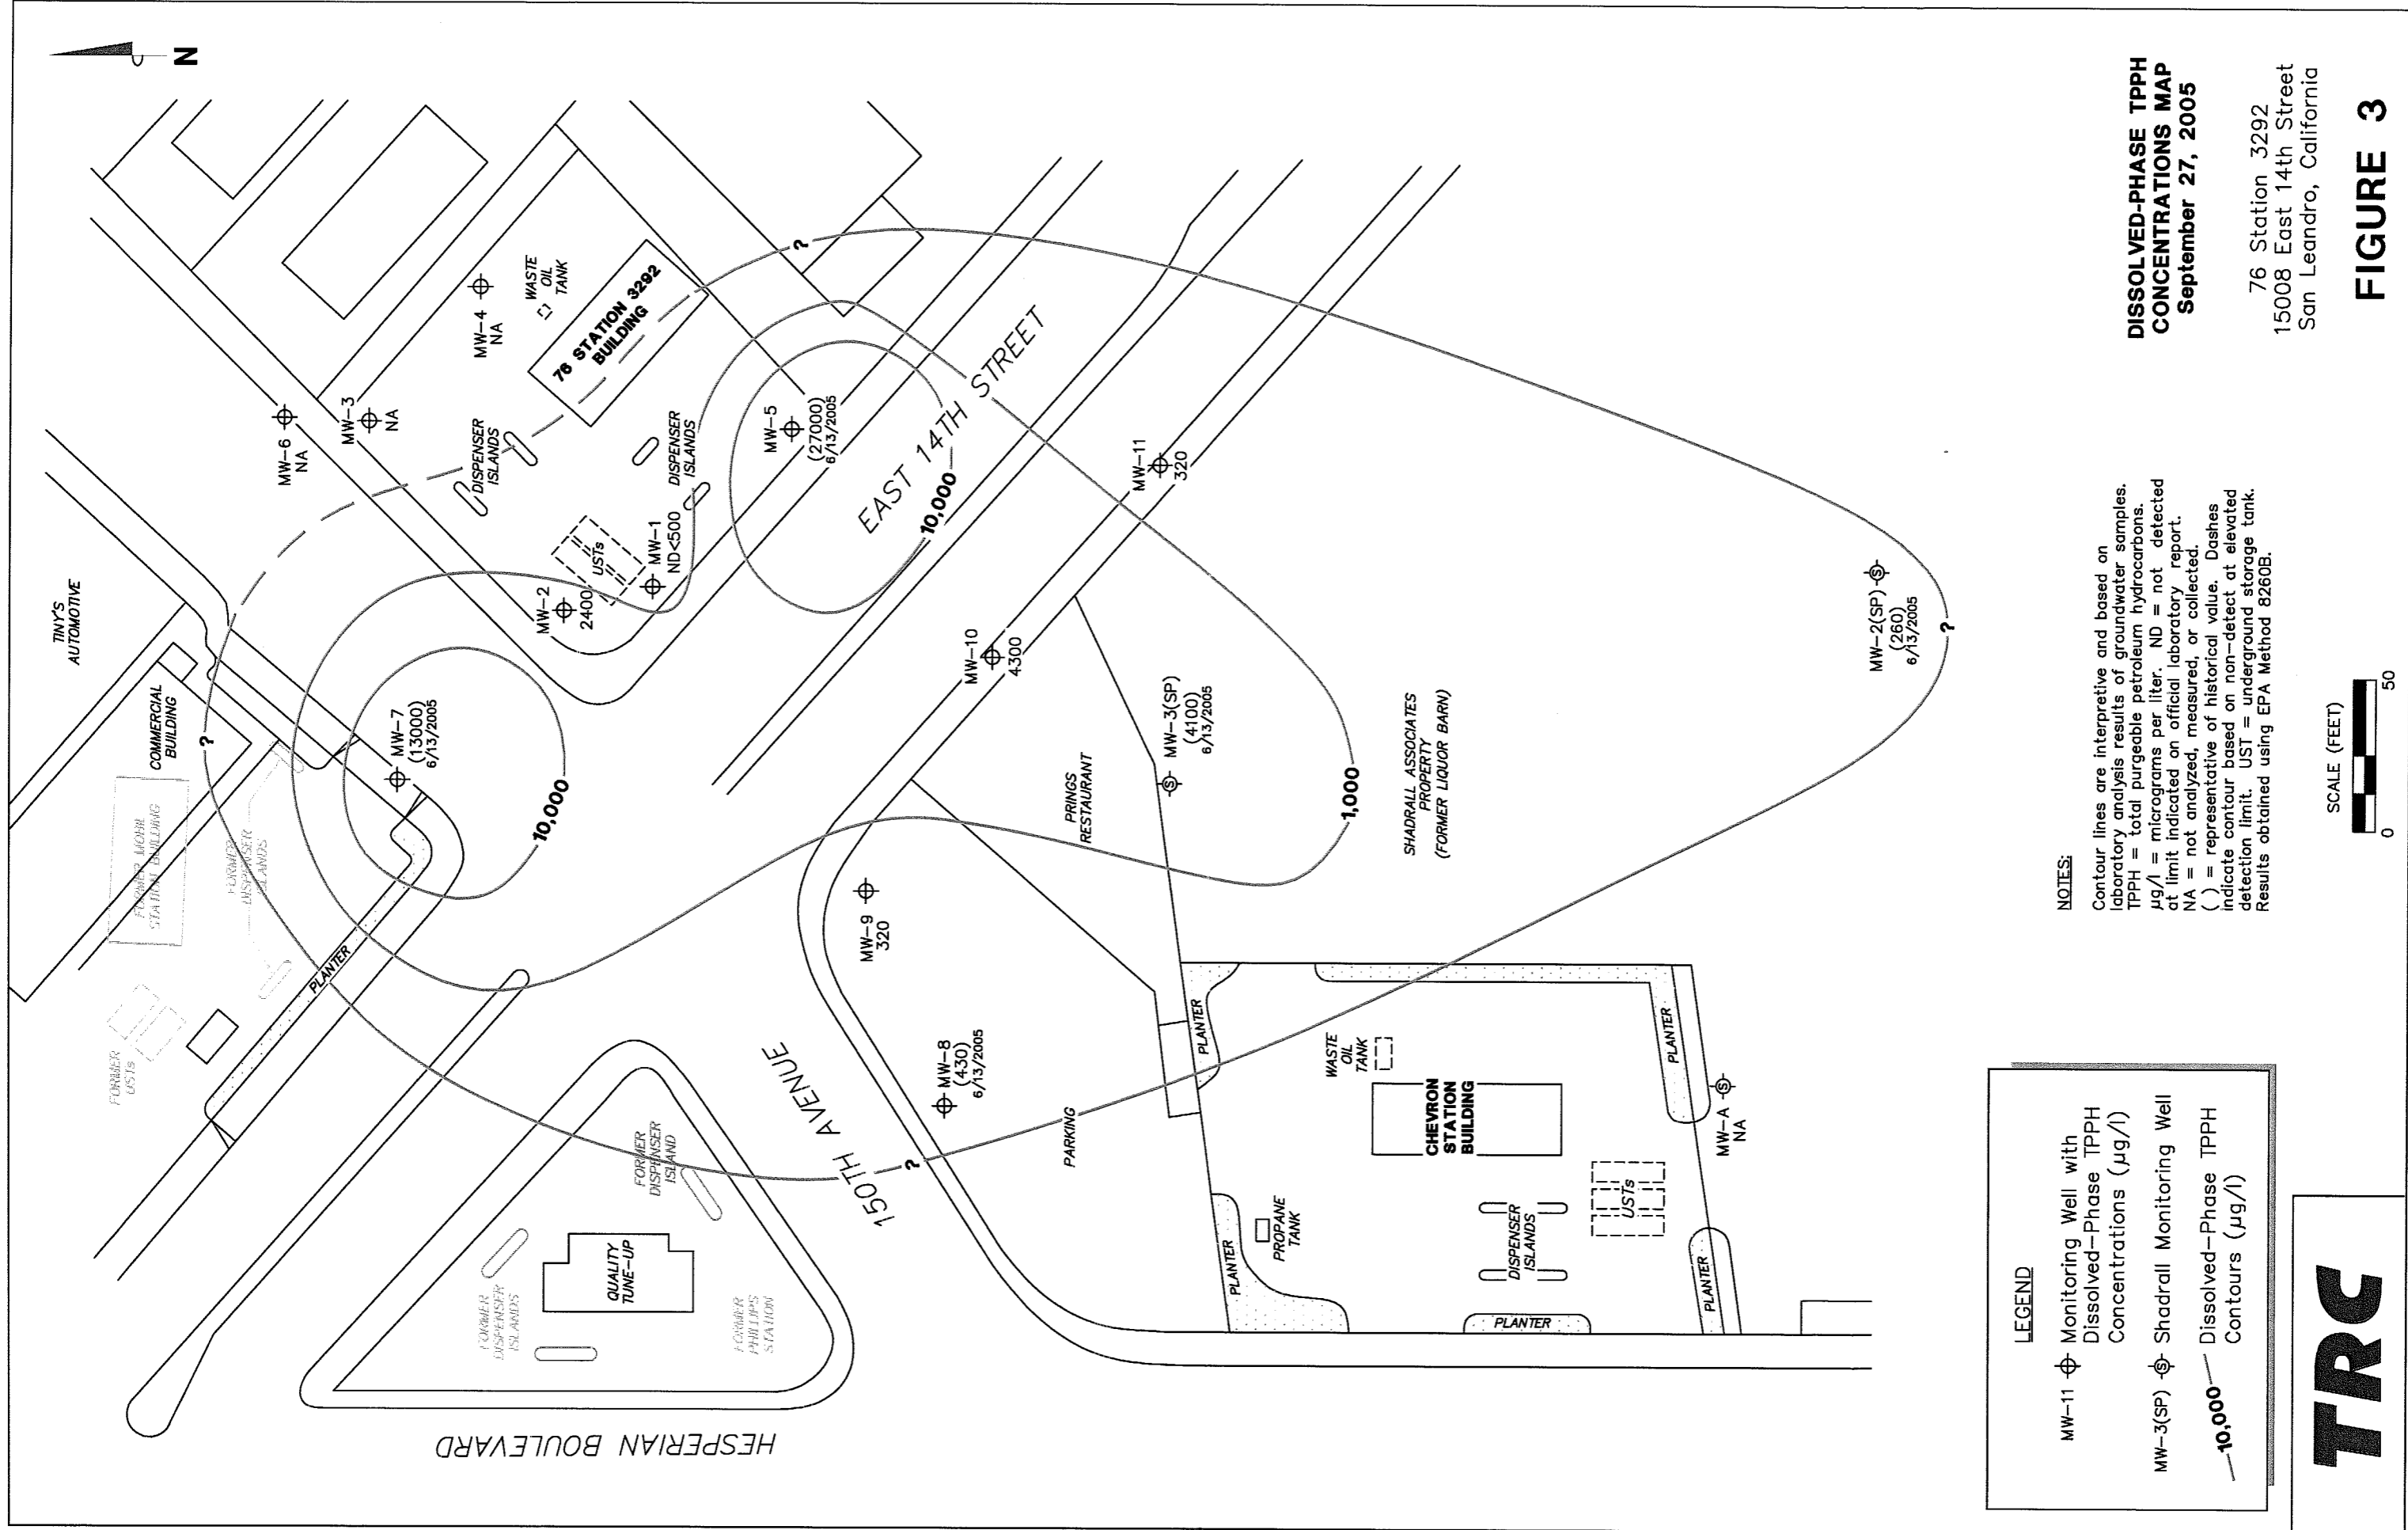 N
TINY'S
AUTOMOTIVE
COMMERCIAL
BUILDING
FORMER MOBIL
STATION BUILDING
FORMER
DISPENSER
ISLANDS
FORMER
USTs
PLANTER
MW-6
NA
MW-3
NA
MW-4
NA
WASTE
OIL
TANK
76 STATION 3292
BUILDING
DISPENSER
ISLANDS
DISPENSER
ISLANDS
USTs
MW-2
2400
MW-1
ND<500
MW-5
(27000)
6/13/2005
MW-7
(13000)
6/13/2005
10,000
10,000
?
?
EAST 14TH STREET
MW-11
320
MW-10
4300
MW-9
320
MW-8
(430)
6/13/2005
150TH AVENUE
?
PARKING
PRINGS
RESTAURANT
MW-3(SP)
(4100)
6/13/2005
1,000
SHADRALL ASSOCIATES
PROPERTY
(FORMER LIQUOR BARN)
MW-2(SP)
(260)
6/13/2005
?
FORMER
DISPENSER
ISLAND
FORMER
DISPENSER
ISLANDS
QUALITY
TUNE-UP
FORMER
PHILLIPS
STATION
HESPERIAN BOULEVARD
PLANTER
PLANTER
PROPANE
TANK
WASTE
OIL
TANK
CHEVRON
STATION
BUILDING
DISPENSER
ISLANDS
USTs
PLANTER
PLANTER
PLANTER
MW-A
NA
LEGEND
MW-11 Monitoring Well with
Dissolved-Phase TPPH
Concentrations (µg/l)
MW-3(SP) S Shadrall Monitoring Well
10,000 Dissolved-Phase TPPH
Contours (µg/l)
NOTES:
Contour lines are interpretive and based on
laboratory analysis results of groundwater samples.
TPPH = total purgeable petroleum hydrocarbons.
µg/l = micrograms per liter. ND = not detected
at limit indicated on official laboratory report.
NA = not analyzed, measured, or collected.
( ) = representative of historical value. Dashes
indicate contour based on non-detect at elevated
detection limit. UST = underground storage tank.
Results obtained using EPA Method 8260B.
SCALE (FEET)
0 50
DISSOLVED-PHASE TPPH
CONCENTRATIONS MAP
September 27, 2005
76 Station 3292
15008 East 14th Street
San Leandro, California
FIGURE 3
TRC